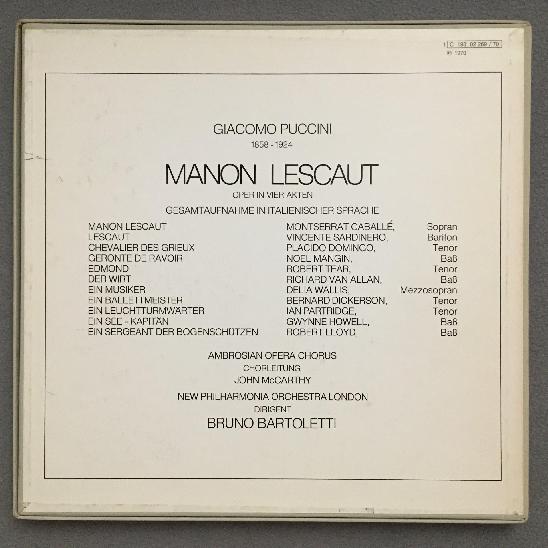 1 C 193 02 269 / 70
℗ 1970
GIACOMO PUCCINI
1858 - 1924
MANON LESCAUT
OPER IN VIER AKTEN
GESAMTAUFNAHME IN ITALIENISCHER SPRACHE
MANON LESCAUT MONTSERRAT CABALLÉ, Sopran
LESCAUT VINCENTE SARDINERO, Bariton
CHEVALIER DES GRIEUX PLACIDO DOMINGO, Tenor
GERONTE DE RAVOIR NOEL MANGIN, Baß
EDMOND ROBERT TEAR, Tenor
DER WIRT RICHARD VAN ALLAN, Baß
EIN MUSIKER DELIA WALLIS, Mezzosopran
EIN BALLETTMEISTER BERNARD DICKERSON, Tenor
EIN LEUCHTTURMWÄRTER IAN PARTRIDGE, Tenor
EIN SEE - KAPITÄN GWYNNE HOWELL, Baß
EIN SERGEANT DER BOGENSCHÜTZEN ROBERT LLOYD, Baß
AMBROSIAN OPERA CHORUS
CHORLEITUNG
JOHN McCARTHY
NEW PHILHARMONIA ORCHESTRA LONDON
DIRIGENT
BRUNO BARTOLETTI